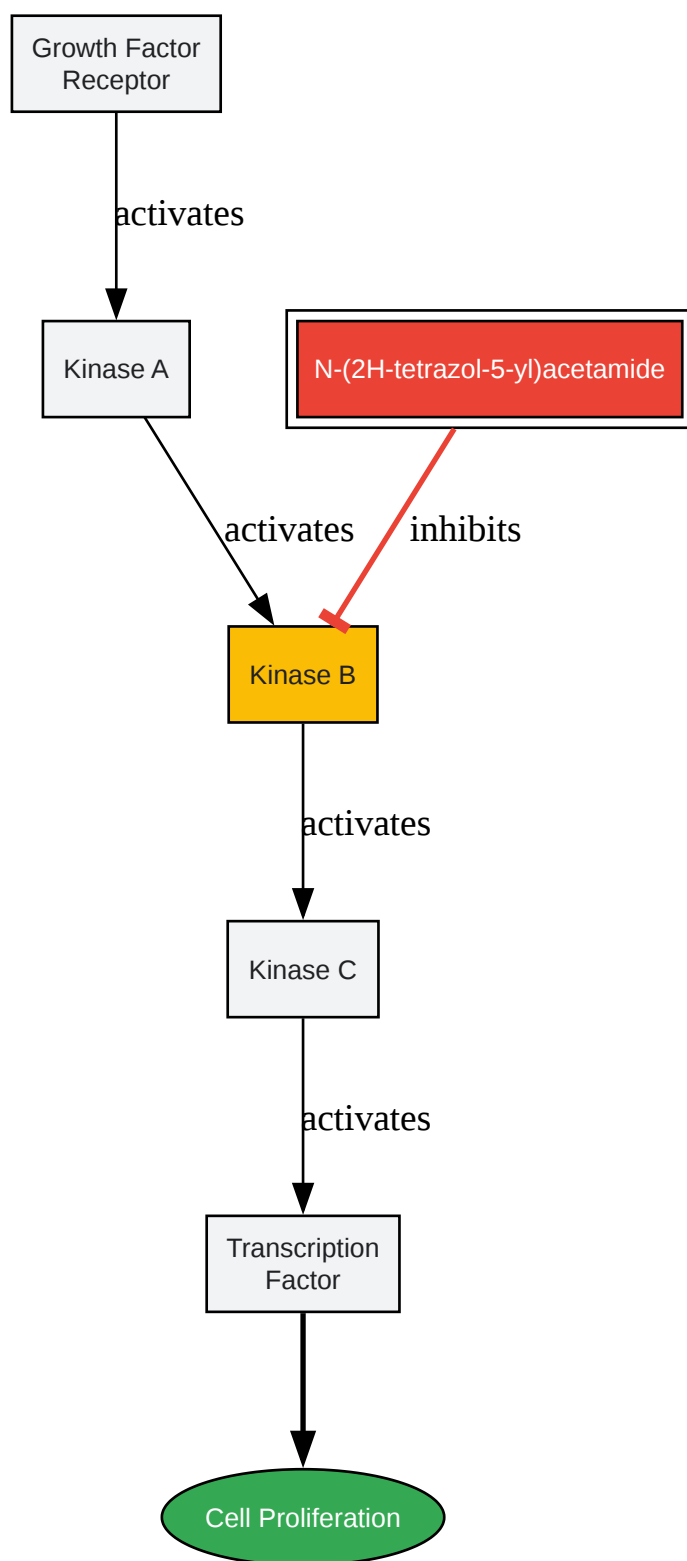 Growth Factor
Receptor
activates
Kinase A
N-(2H-tetrazol-5-yl)acetamide
activates
inhibits
Kinase B
activates
Kinase C
activates
Transcription
Factor
Cell Proliferation